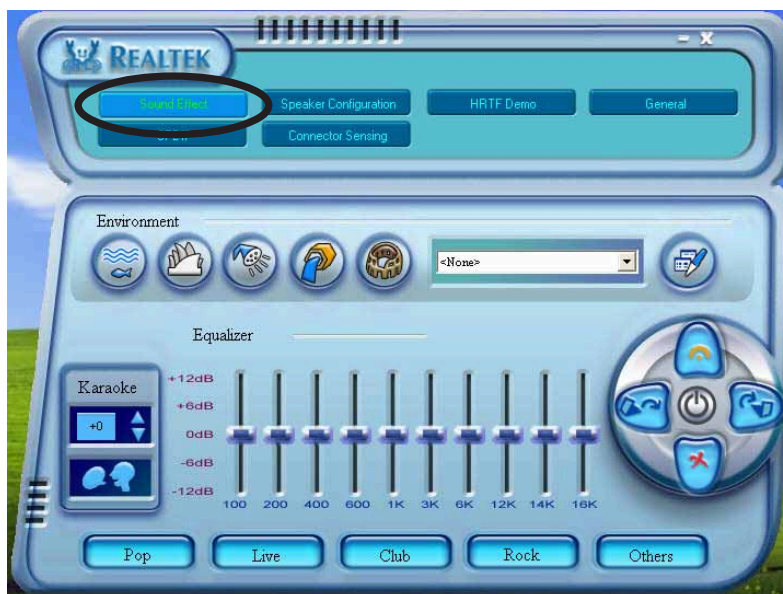 REALTEK
Sound Effect Speaker Configuration HRTF Demo General
Connector Sensing
Environment
<None>
Equalizer
Karaoke
+0
+12dB
+6dB
0dB
-6dB
-12dB
100 200 400 600 1K 3K 6K 12K 14K 16K
Pop Live Club Rock Others